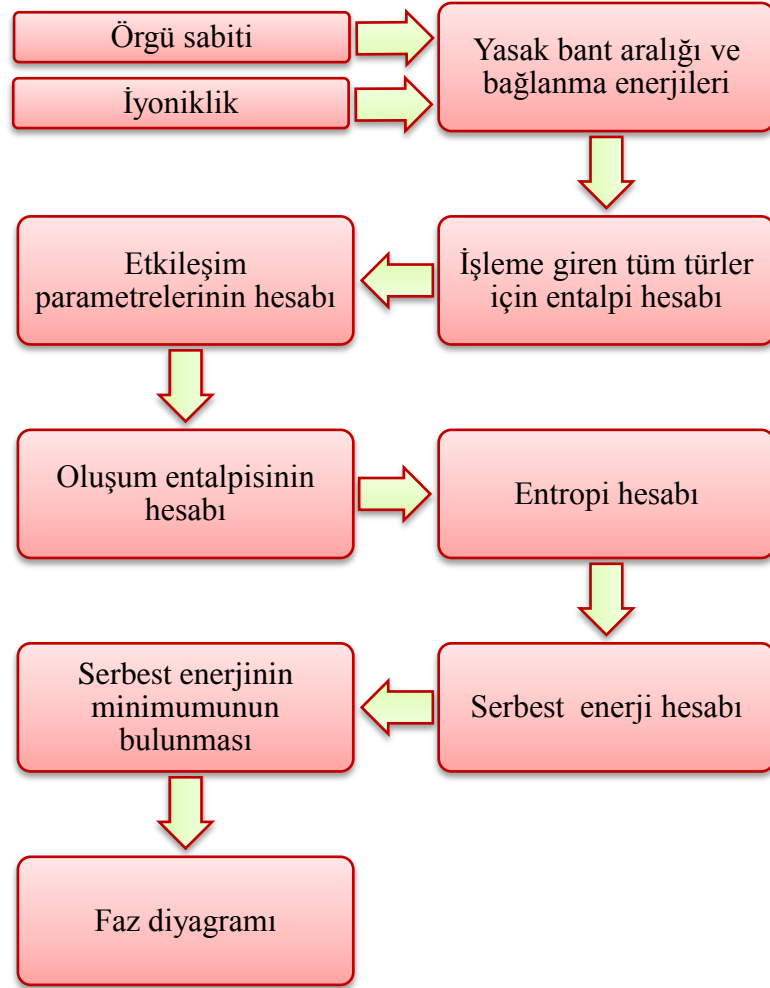 Örgü sabiti
İyoniklik
Yasak bant aralığı ve
bağlanma enerjileri
İşleme giren tüm türler
için entalpi hesabı
Etkileşim
parametrelerinin hesabı
Oluşum entalpisinin
hesabı
Entropi hesabı
Serbest enerji hesabı
Serbest enerjinin
minimumunun
bulunması
Faz diyagramı